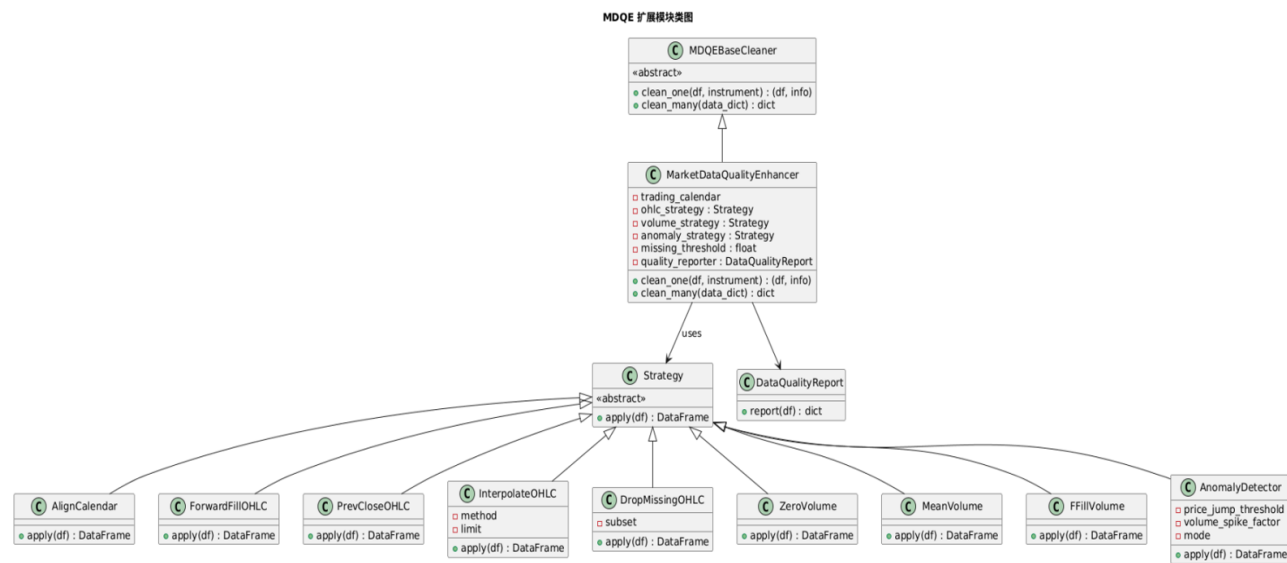 MDQE 扩展模块类图
C MDQEBaseCleaner
«abstract»
clean_one(df, instrument) : (df, info)
clean_many(data_dict) : dict
C MarketDataQualityEnhancer
trading_calendar
ohlc_strategy : Strategy
volume_strategy : Strategy
anomaly_strategy : Strategy
missing_threshold : float
quality_reporter : DataQualityReport
clean_one(df, instrument) : (df, info)
clean_many(data_dict) : dict
uses
C Strategy
«abstract»
apply(df) : DataFrame
C DataQualityReport
report(df) : dict
C AlignCalendar
apply(df) : DataFrame
C ForwardFillOHLC
apply(df) : DataFrame
C PrevCloseOHLC
apply(df) : DataFrame
C InterpolateOHLC
method
limit
apply(df) : DataFrame
C DropMissingOHLC
subset
apply(df) : DataFrame
C ZeroVolume
apply(df) : DataFrame
C MeanVolume
apply(df) : DataFrame
C FFillVolume
apply(df) : DataFrame
C AnomalyDetector
price_jump_threshold
volume_spike_factor
mode
apply(df) : DataFrame